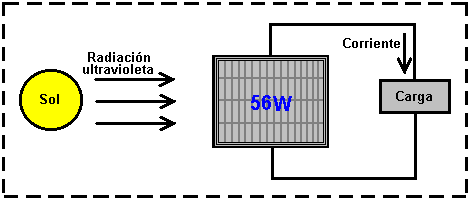 Radiación
ultravioleta
Sol
56W
Corriente
Carga